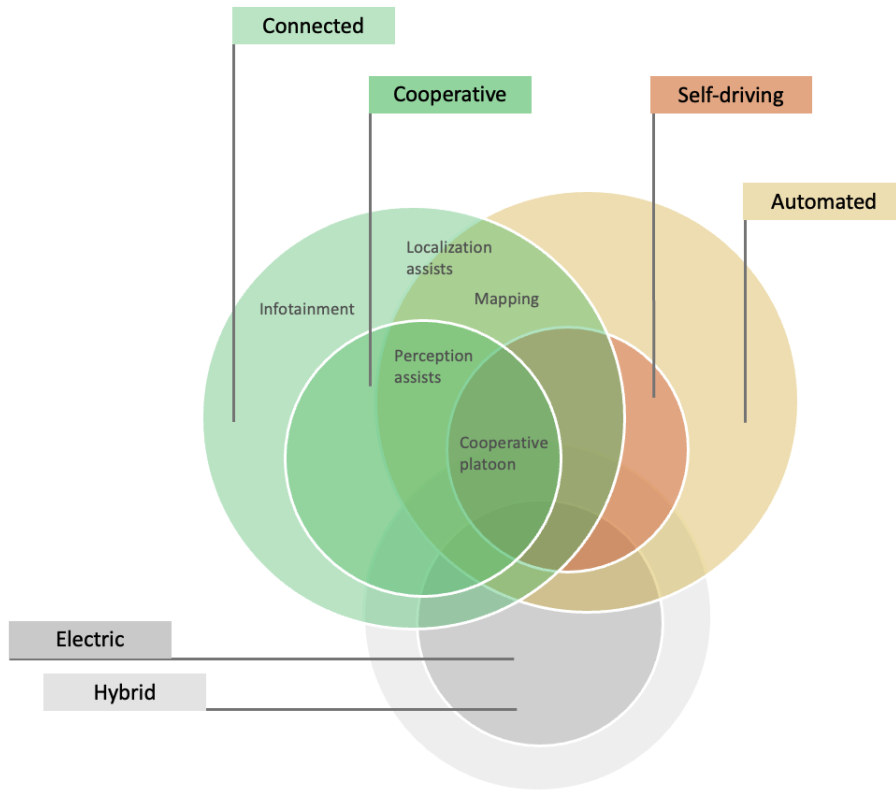 Connected
Cooperative
Self-driving
Automated
Localization
assists
Mapping
Infotainment
Perception
assists
Cooperative
platoon
Electric
Hybrid